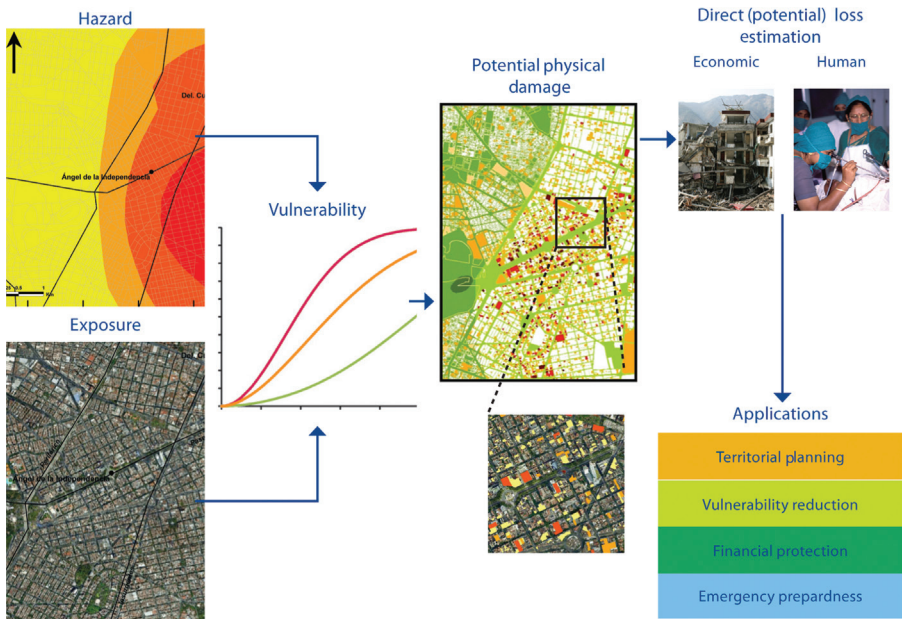 Hazard
Del. Cu
Ángel de la Independencia
Km
Exposure
Ángel de la Independencia
Vulnerability
Potential physical
damage
Direct (potential) loss
estimation
Economic
Human
Applications
Territorial planning
Vulnerability reduction
Financial protection
Emergency prepardness